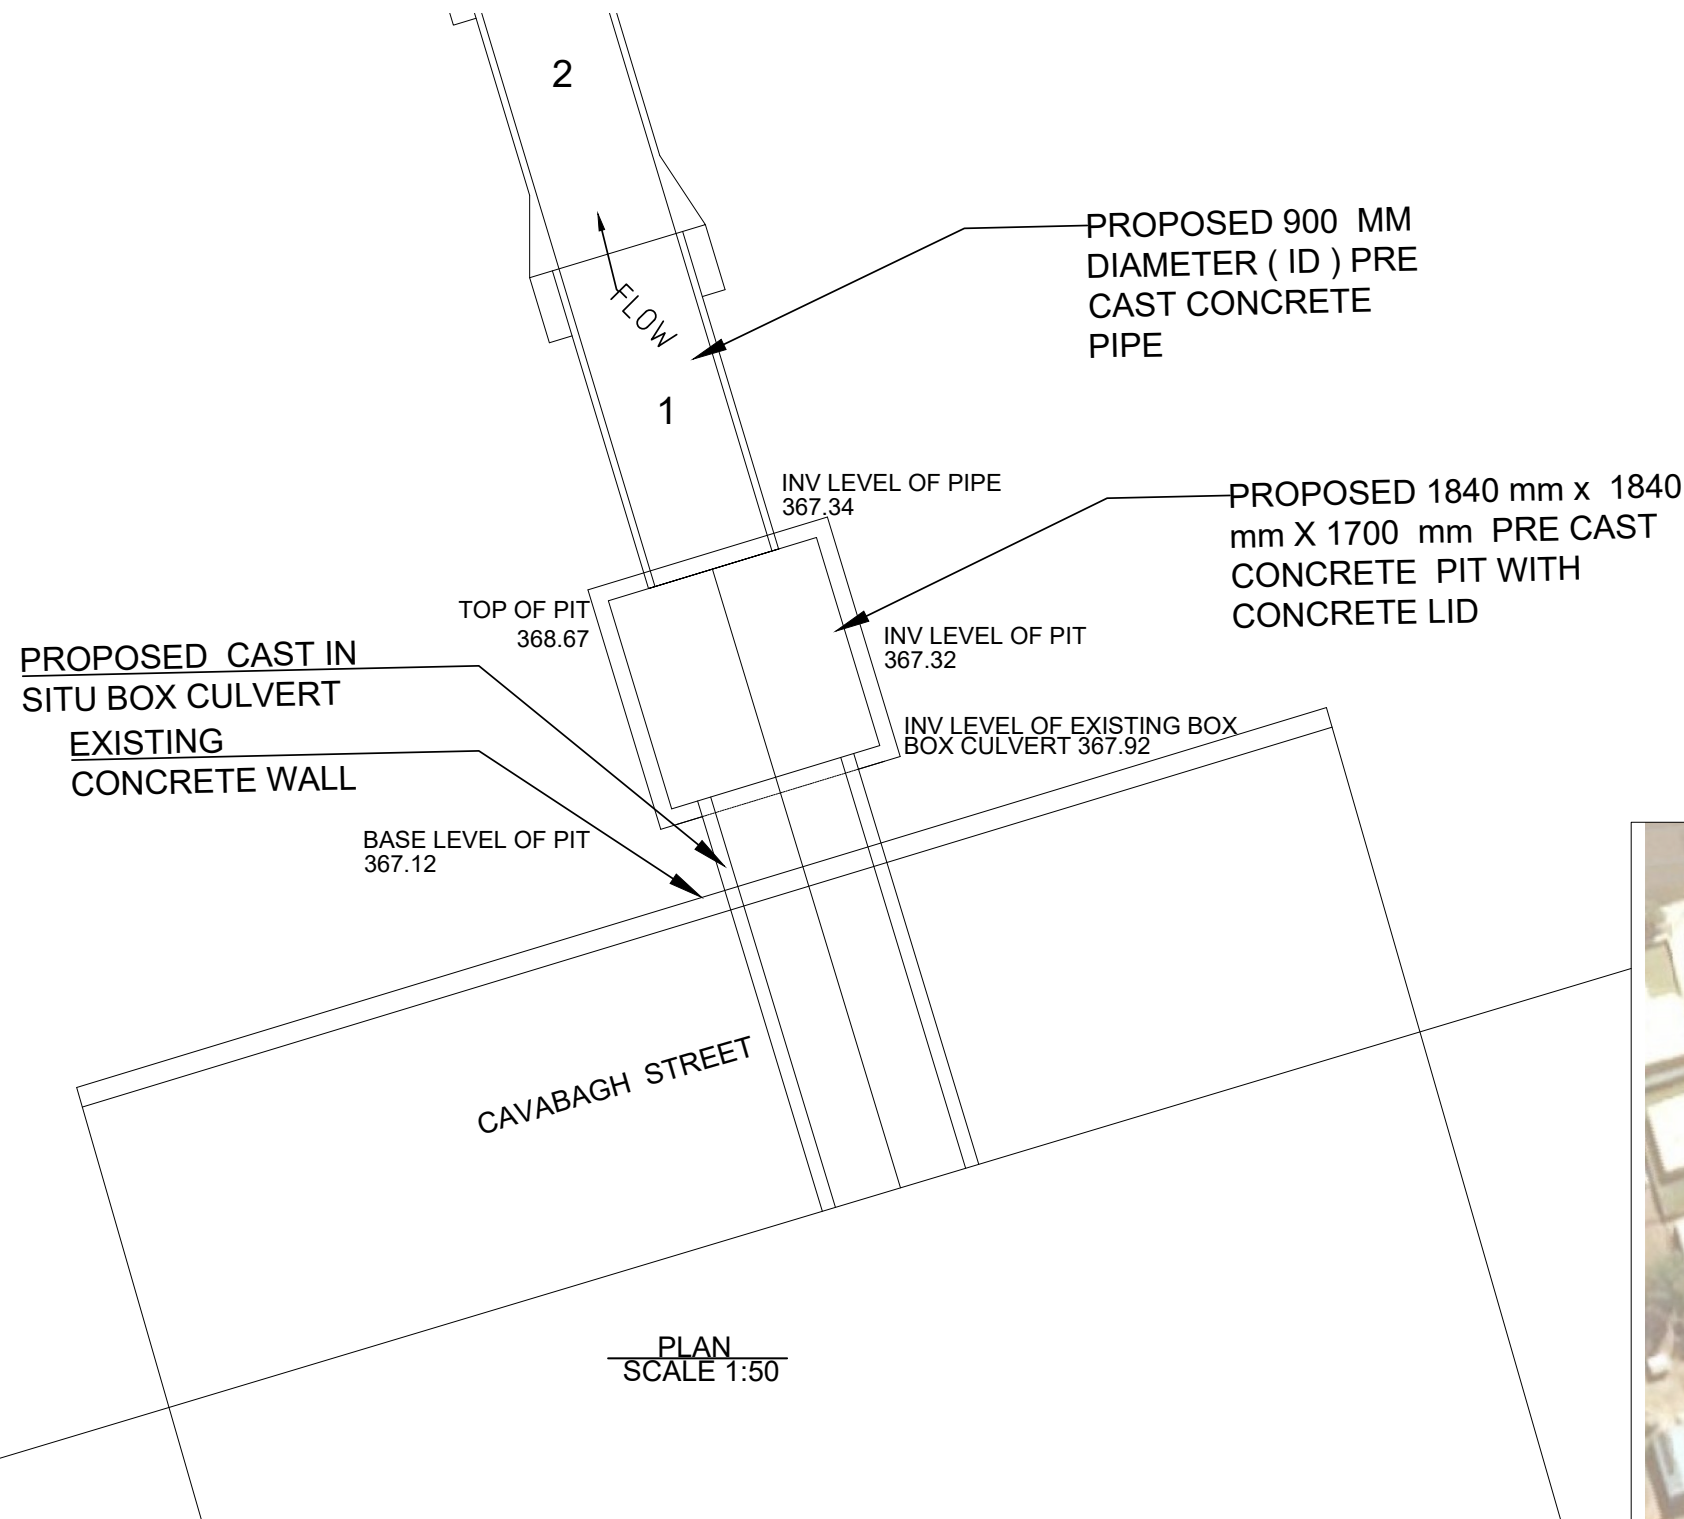 2
PROPOSED 900 MM
DIAMETER ( ID ) PRE
CAST CONCRETE
PIPE
FLOW
1
INV LEVEL OF PIPE
367.34
PROPOSED 1840 mm x 1840
mm X 1700 mm PRE CAST
CONCRETE PIT WITH
CONCRETE LID
TOP OF PIT
368.67
INV LEVEL OF PIT
367.32
PROPOSED CAST IN
SITU BOX CULVERT
EXISTING
CONCRETE WALL
INV LEVEL OF EXISTING BOX
BOX CULVERT 367.92
BASE LEVEL OF PIT
367.12
CAVABAGH STREET
PLAN
SCALE 1:50